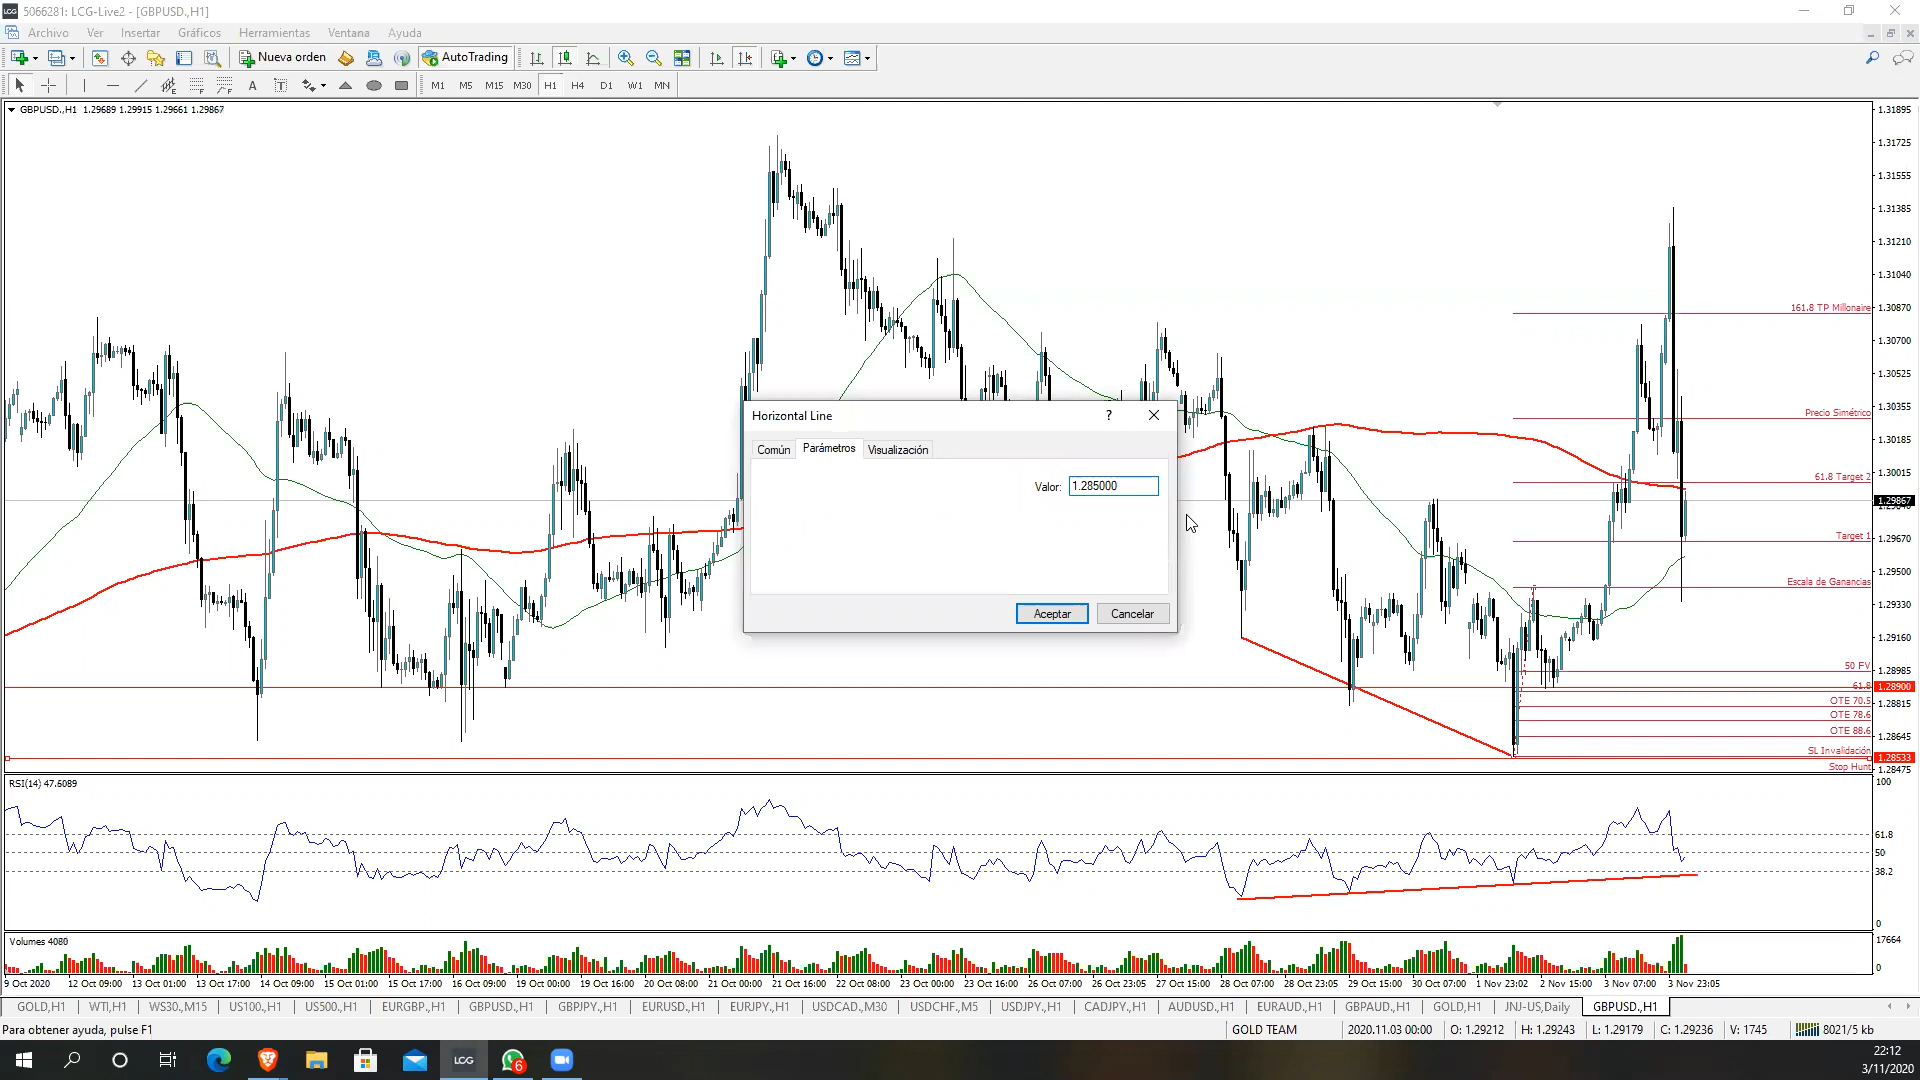 5066281: LCG-Live2 - [GBPUSD.,H1]
Archivo Ver Insertar Gráficos Herramientas Ventana Ayuda
Nueva orden AutoTrading
A T M1 M5 M15 M30 H1 H4 D1 W1 MN
GBPUSD.,H1 1.29689 1.29915 1.29661 1.29867
1.31895
1.31725
1.31555
1.31385
1.31210
1.31040
161.8 TP Millonaire
1.30870
1.30700
1.30525
Precio Simétrico
1.30355
1.30185
61.8 Target 2
1.30015
1.29867
Target 1
1.29670
1.29500
Escala de Ganancias
1.29330
1.29160
50 FV
1.28985
61.8
1.28900
OTE 70.5
1.28815
OTE 78.6
OTE 88.6
1.28645
SL Invalidación
1.28533
Stop Hunt
1.28475
Horizontal Line ?
Común Parámetros Visualización
Valor: 1.285000
Aceptar Cancelar
RSI(14) 47.6089
100
61.8
50
38.2
0
Volumes 4080
17664
0
9 Oct 2020 12 Oct 09:00 13 Oct 01:00 13 Oct 17:00 14 Oct 09:00 15 Oct 01:00 15 Oct 17:00 16 Oct 09:00 19 Oct 00:00 19 Oct 16:00 20 Oct 08:00 21 Oct 00:00 21 Oct 16:00 22 Oct 08:00 23 Oct 00:00 23 Oct 16:00 26 Oct 07:00 26 Oct 23:05 27 Oct 15:00 28 Oct 07:00 28 Oct 23:05 29 Oct 15:00 30 Oct 07:00 1 Nov 23:02 2 Nov 15:00 3 Nov 07:00 3 Nov 23:05
GOLD,H1 WTI,H1 WS30.,M15 US100.,H1 US500.,H1 EURGBP.,H1 GBPUSD.,H1 GBPJPY.,H1 EURUSD.,H1 EURJPY.,H1 USDCAD.,M30 USDCHF.,M5 USDJPY.,H1 CADJPY.,H1 AUDUSD.,H1 EURAUD.,H1 GBPAUD.,H1 GOLD.,H1 JNJ-US,Daily GBPUSD.,H1
Para obtener ayuda, pulse F1 GOLD TEAM 2020.11.03 00:00 O: 1.29212 H: 1.29243 L: 1.29179 C: 1.29236 V: 1745 8021/5 kb
LCG 6 22:12
3/11/2020